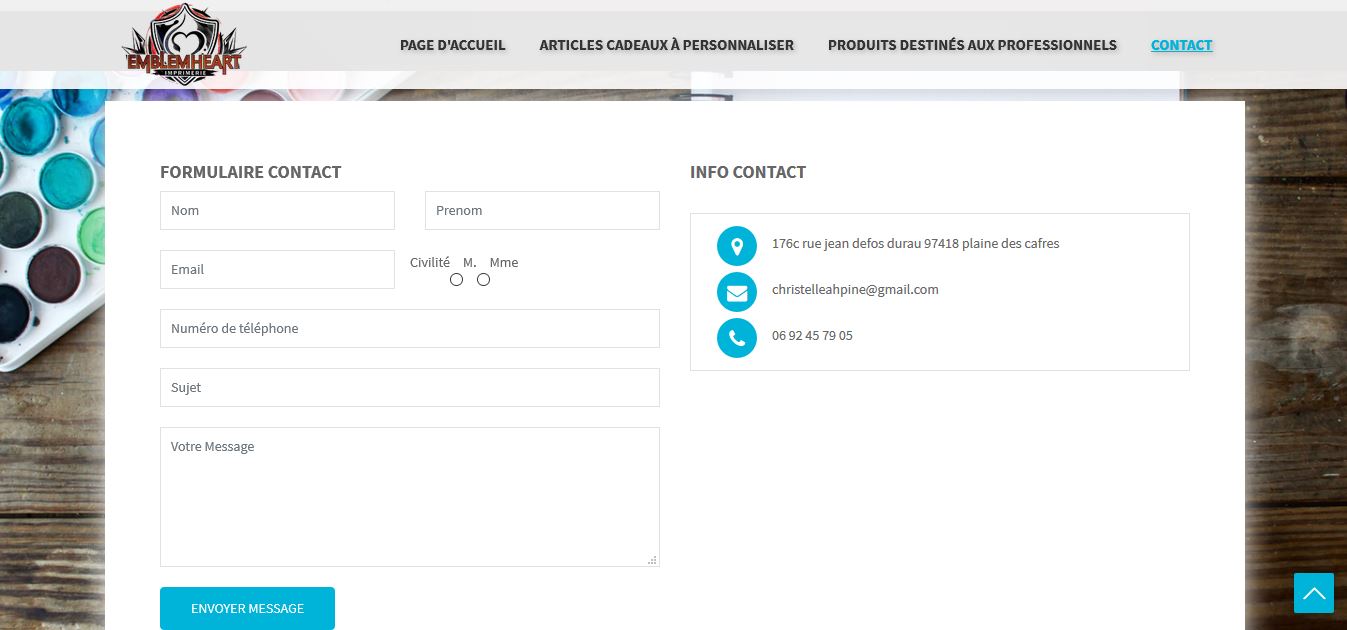 EMBLEMHEART
IMPRIMERIE
PAGE D'ACCUEIL ARTICLES CADEAUX À PERSONNALISER PRODUITS DESTINÉS AUX PROFESSIONNELS CONTACT
FORMULAIRE CONTACT
Nom Prenom
Email Civilité M. Mme
Numéro de téléphone
Sujet
Votre Message
ENVOYER MESSAGE
INFO CONTACT
176c rue jean defos durau 97418 plaine des cafres
christelleahpine@gmail.com
06 92 45 79 05